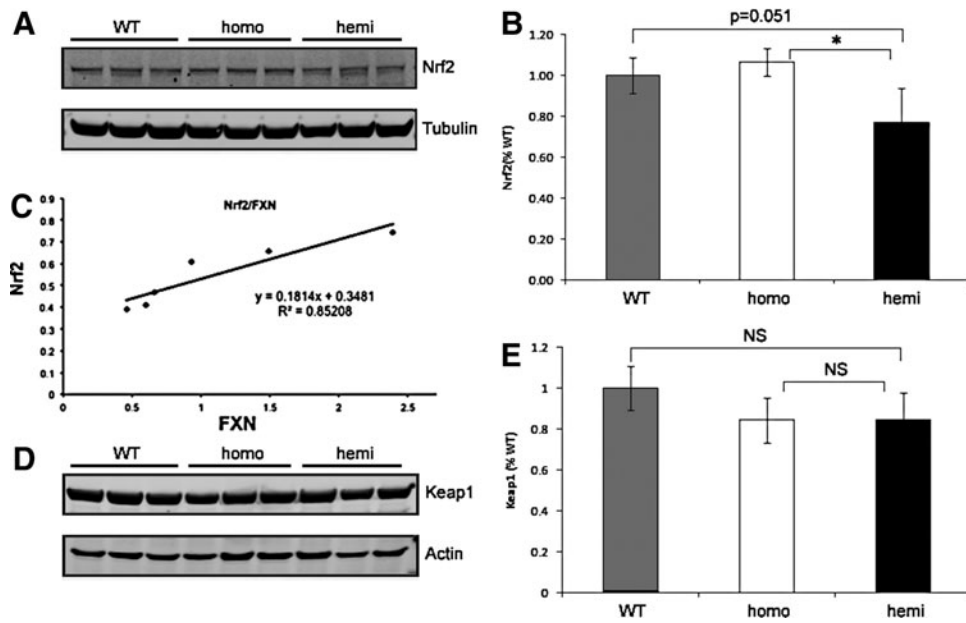 A
WT homo hemi
Nrf2
Tubulin
B
p=0.051
*
Nrf2(% WT)
1.00
0.80
0.60
0.40
0.20
0.00
WT homo hemi
C
Nrf2/FXN
Nrf2
0.9
0.8
0.7
0.6
0.5
0.4
0.3
0.2
0.1
0
y = 0.1814x + 0.3481
R² = 0.85208
0 0.5 1 1.5 2 2.5
FXN
D
WT homo hemi
Keap1
Actin
E
NS
NS
Keap1 (% WT)
1.2
1
0.8
0.6
0.4
0.2
0
WT homo hemi